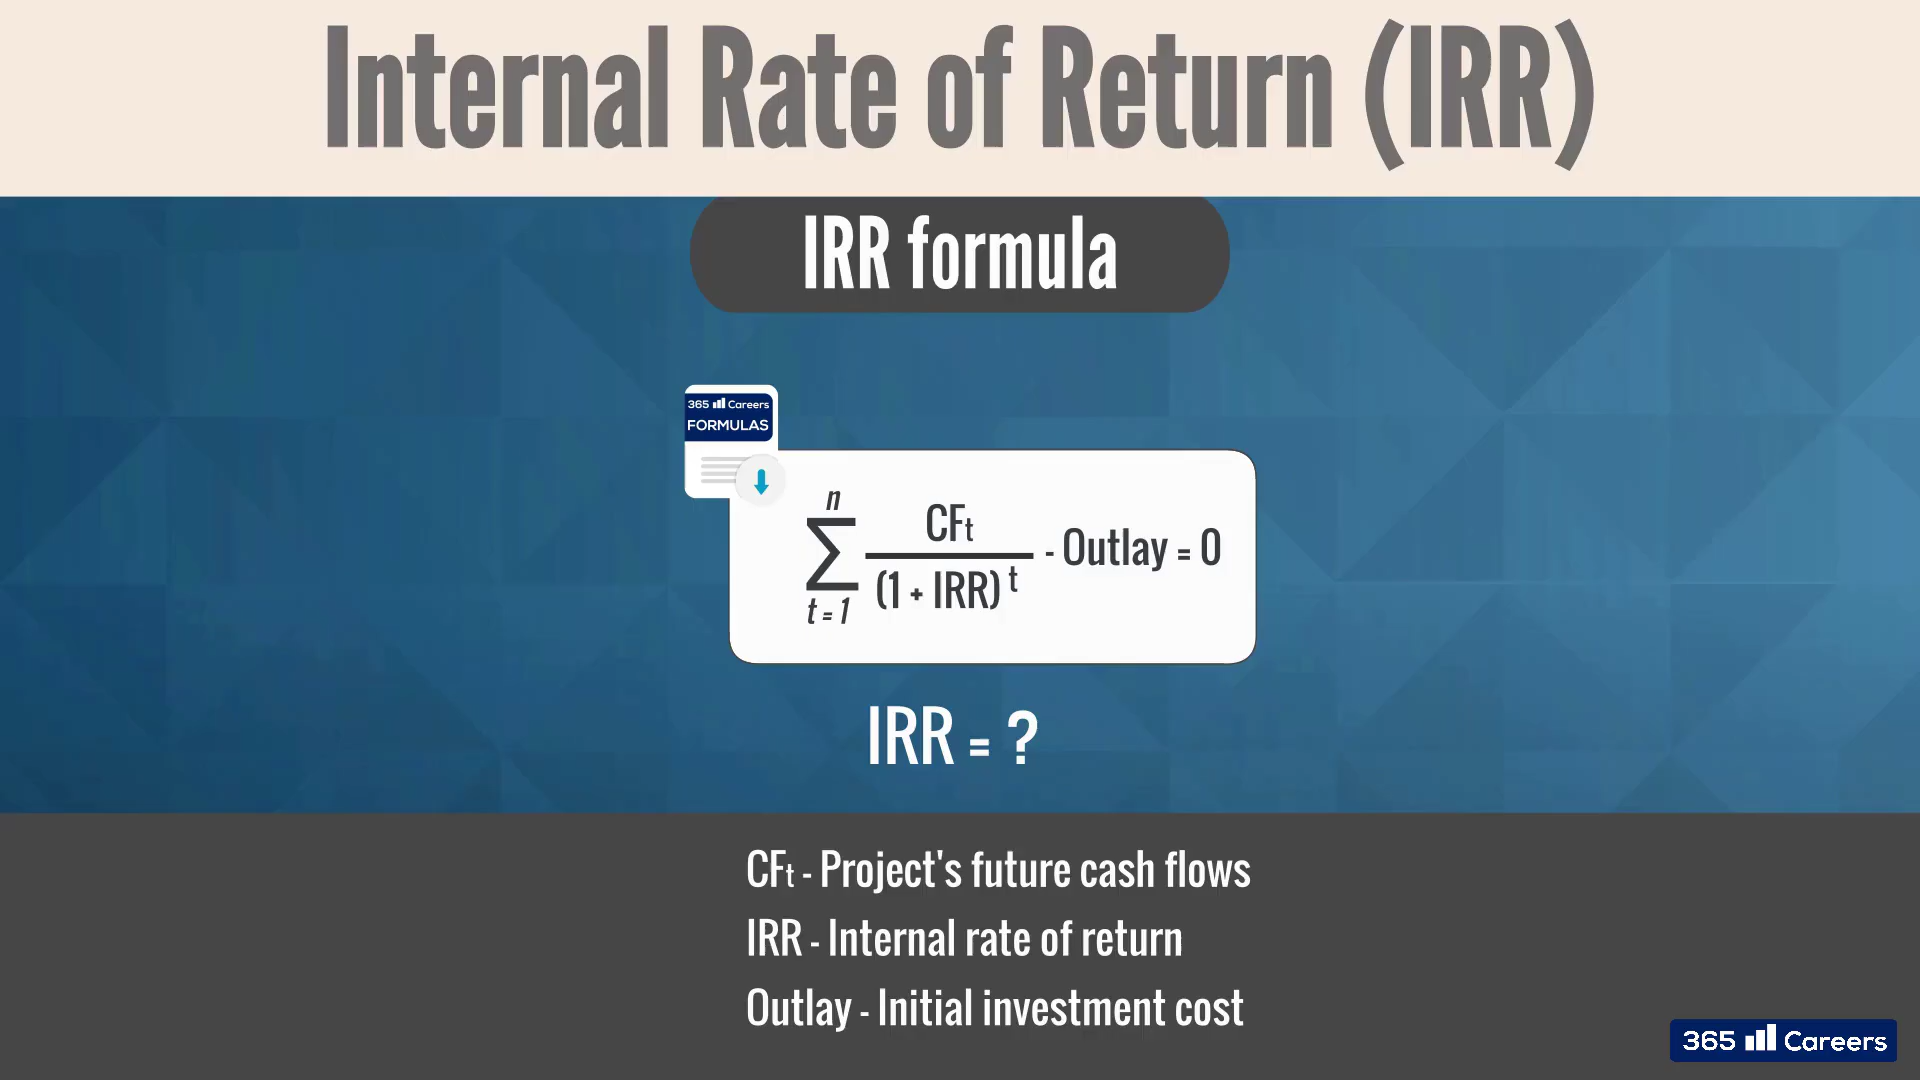 Internal Rate of Return (IRR)
IRR formula
365 Careers
FORMULAS
n
∑
t = 1
CFt
(1 + IRR) t
- Outlay = 0
IRR = ?
CFt - Project's future cash flows
IRR - Internal rate of return
Outlay - Initial investment cost
365 Careers